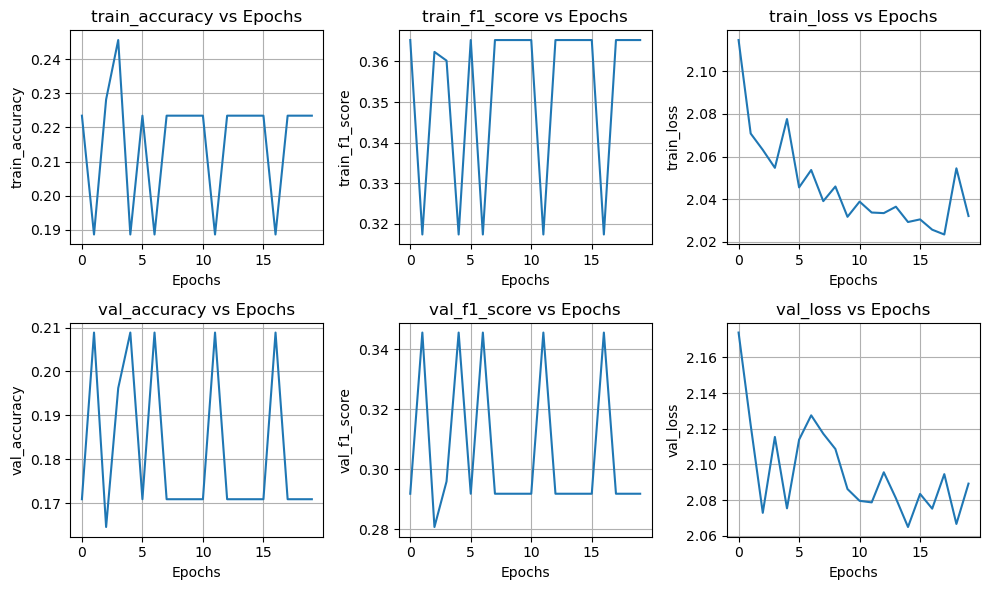 train_accuracy vs Epochs
train_accuracy
0.24
0.23
0.22
0.21
0.20
0.19
0 5 10 15
Epochs
train_f1_score vs Epochs
train_f1_score
0.36
0.35
0.34
0.33
0.32
0 5 10 15
Epochs
train_loss vs Epochs
train_loss
2.10
2.08
2.06
2.04
2.02
0 5 10 15
Epochs
val_accuracy vs Epochs
val_accuracy
0.21
0.20
0.19
0.18
0.17
0 5 10 15
Epochs
val_f1_score vs Epochs
val_f1_score
0.34
0.32
0.30
0.28
0 5 10 15
Epochs
val_loss vs Epochs
val_loss
2.16
2.14
2.12
2.10
2.08
2.06
0 5 10 15
Epochs